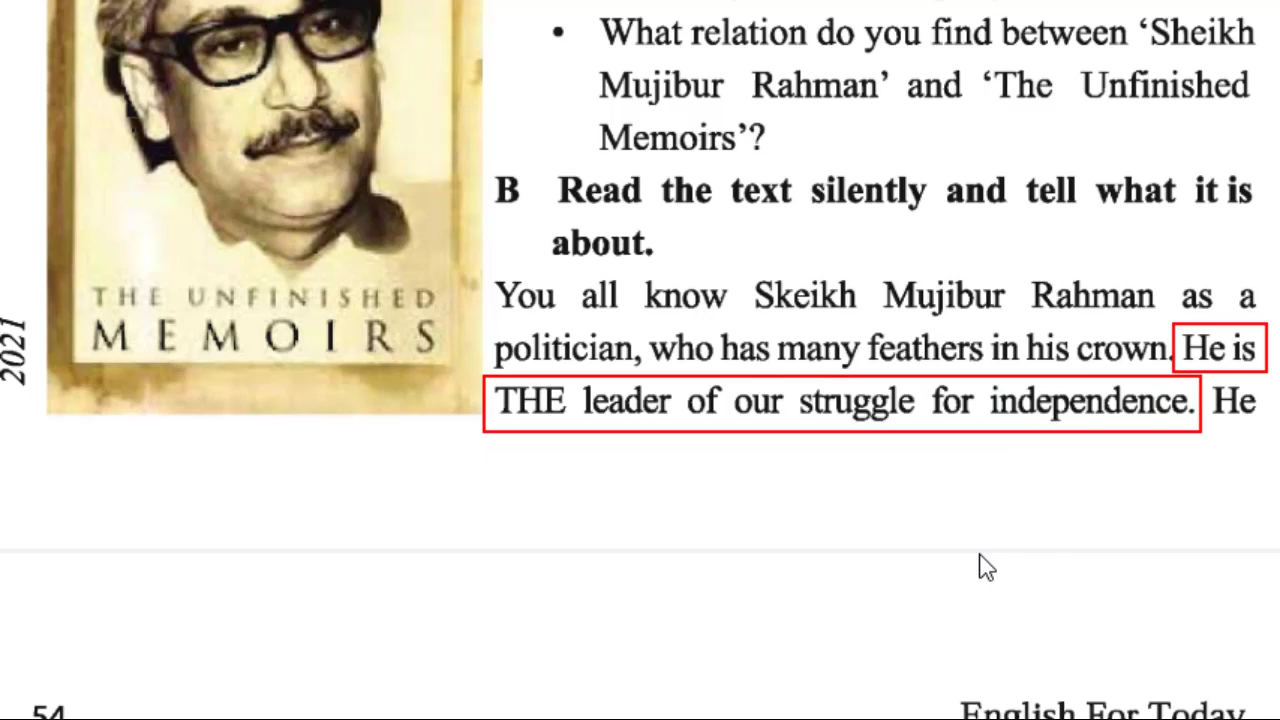 • What relation do you find between ‘Sheikh
Mujibur Rahman’ and ‘The Unfinished
Memoirs’?
B Read the text silently and tell what it is
about.
You all know Skeikh Mujibur Rahman as a
politician, who has many feathers in his crown. He is
THE leader of our struggle for independence. He
THE UNFINISHED
MEMOIRS
2021
54
English For Today